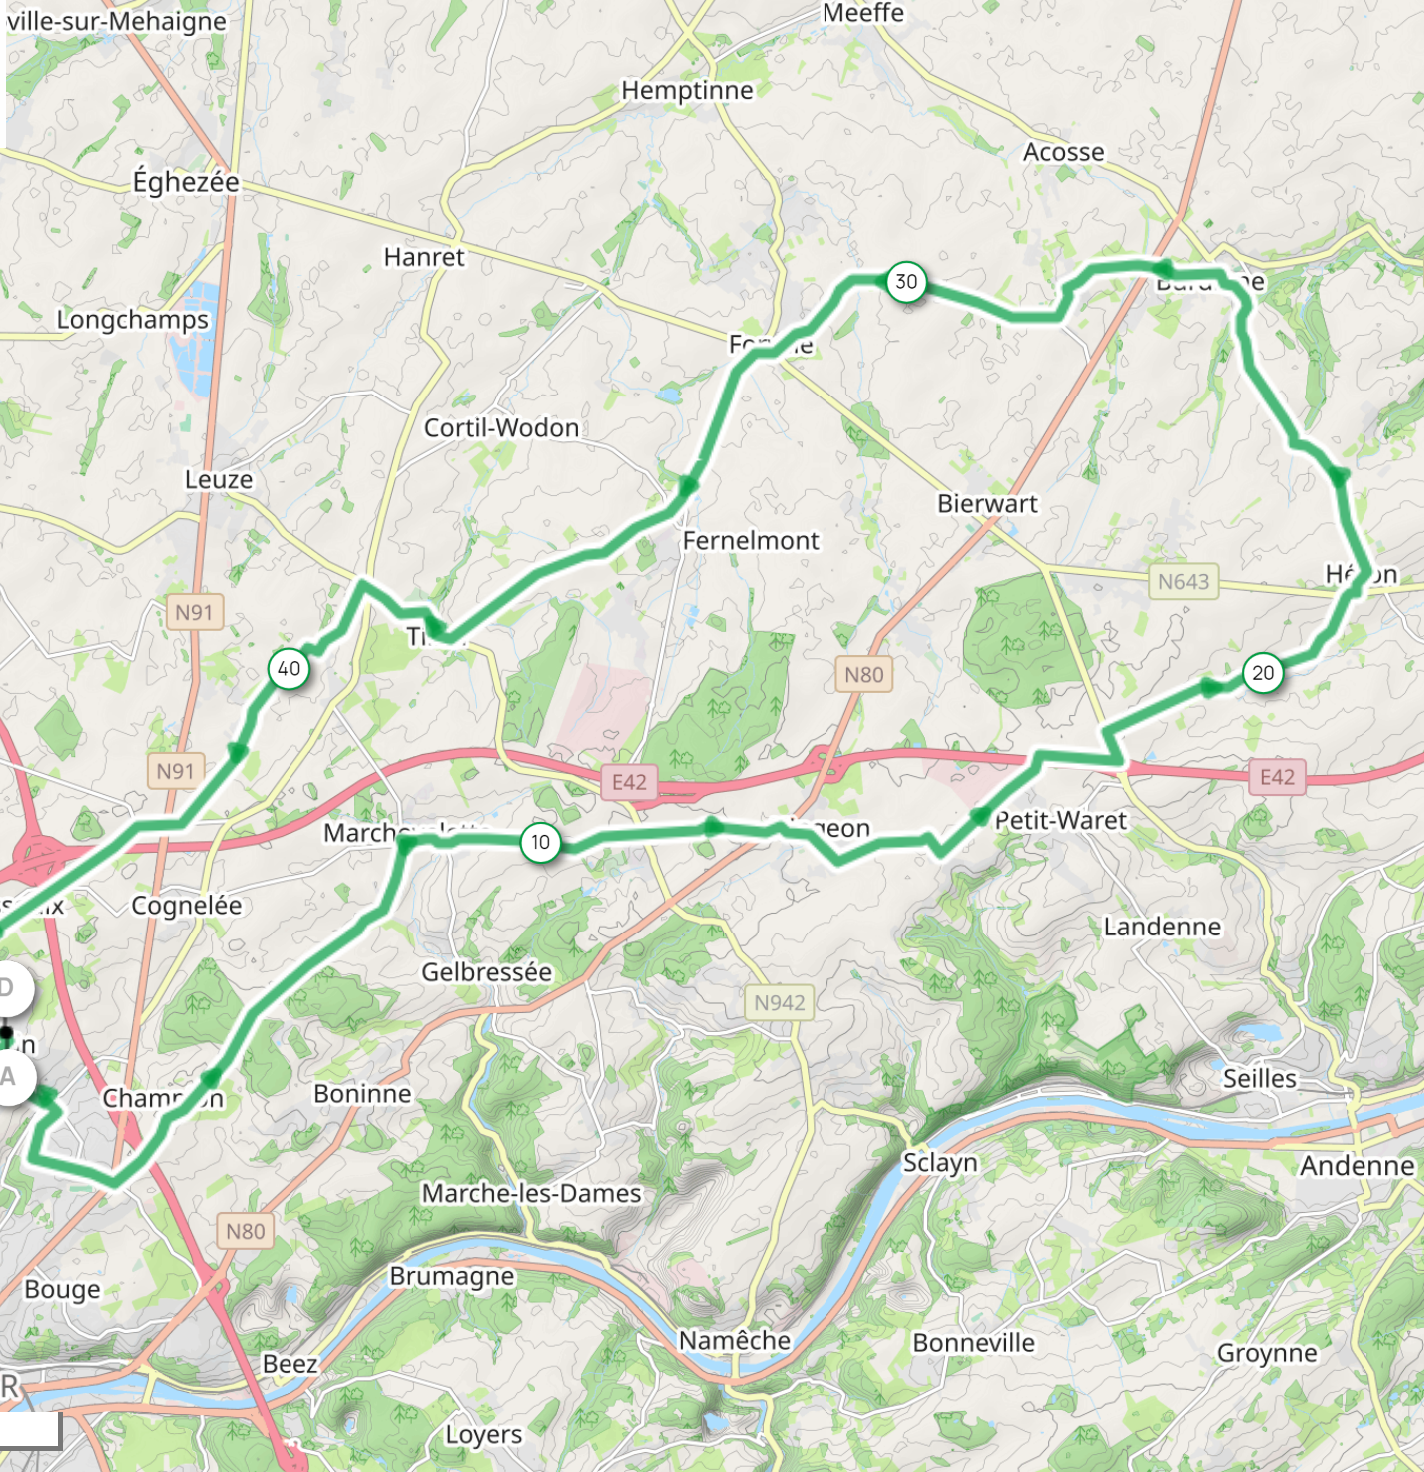 ville-sur-Mehaigne
Meeffe
Hemptinne
Acosse
Éghezée
Hanret
30
Longchamps
Cortil-Wodon
Leuze
Bierwart
Fernelmont
Héron
N643
N91
40
N80
20
N91
E42
E42
Petit-Waret
10
Cognelée
Landenne
Gelbressée
D
N942
A
Boninne
Seilles
Sclayn
Andenne
Marche-les-Dames
N80
Brumagne
Bouge
Namêche
Bonneville
Groynne
Beez
R
Loyers